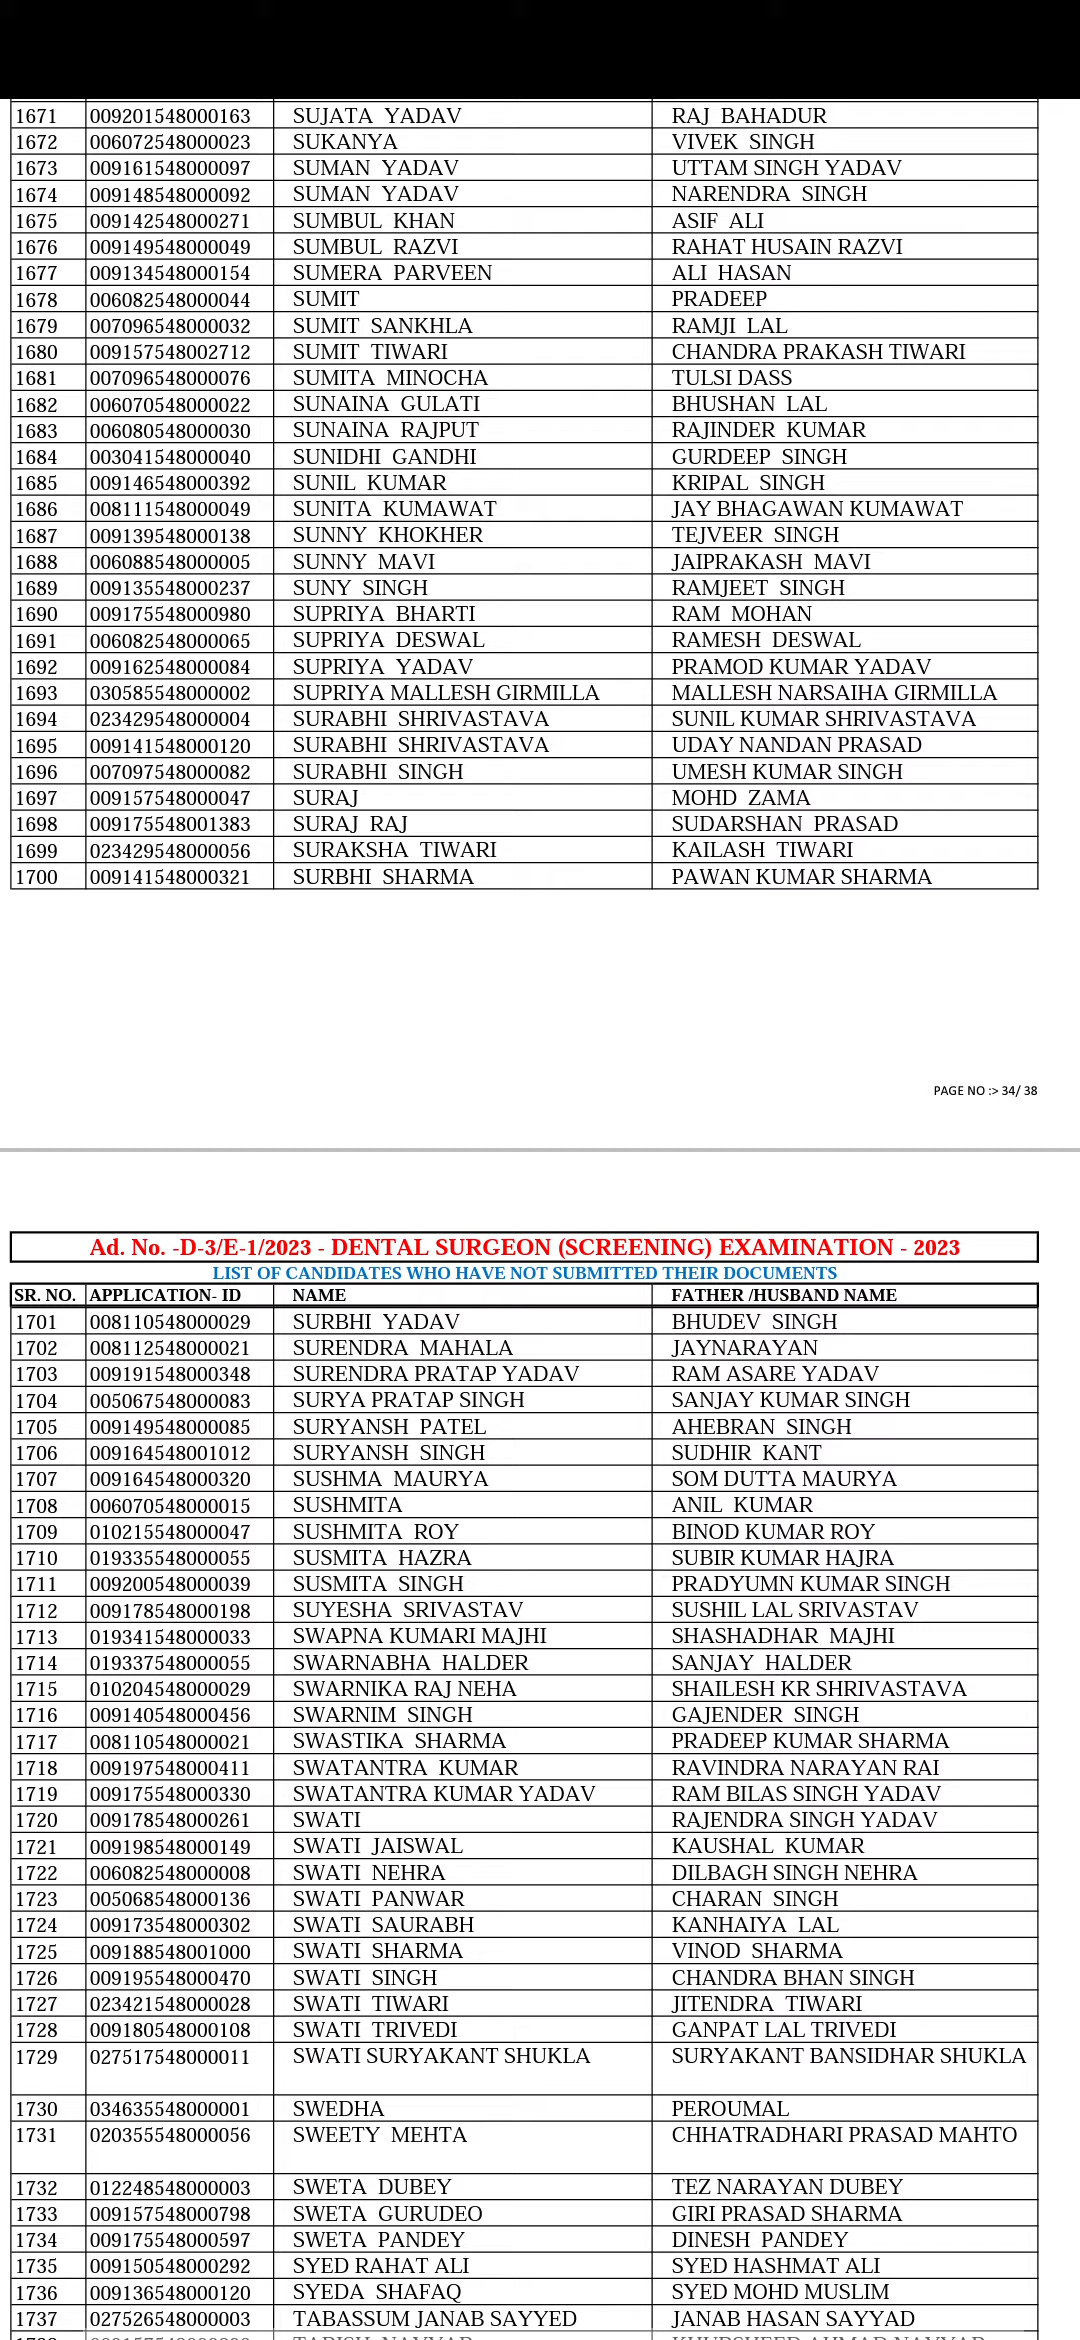 1671 009201548000163 SUJATA YADAV RAJ BAHADUR
1672 006072548000023 SUKANYA VIVEK SINGH
1673 009161548000097 SUMAN YADAV UTTAM SINGH YADAV
1674 009148548000092 SUMAN YADAV NARENDRA SINGH
1675 009142548000271 SUMBUL KHAN ASIF ALI
1676 009149548000049 SUMBUL RAZVI RAHAT HUSAIN RAZVI
1677 009134548000154 SUMERA PARVEEN ALI HASAN
1678 006082548000044 SUMIT PRADEEP
1679 007096548000032 SUMIT SANKHLA RAMJI LAL
1680 009157548002712 SUMIT TIWARI CHANDRA PRAKASH TIWARI
1681 007096548000076 SUMITA MINOCHA TULSI DASS
1682 006070548000022 SUNAINA GULATI BHUSHAN LAL
1683 006080548000030 SUNAINA RAJPUT RAJINDER KUMAR
1684 003041548000040 SUNIDHI GANDHI GURDEEP SINGH
1685 009146548000392 SUNIL KUMAR KRIPAL SINGH
1686 008111548000049 SUNITA KUMAWAT JAY BHAGAWAN KUMAWAT
1687 009139548000138 SUNNY KHOKHER TEJVEER SINGH
1688 006088548000005 SUNNY MAVI JAIPRAKASH MAVI
1689 009135548000237 SUNY SINGH RAMJEET SINGH
1690 009175548000980 SUPRIYA BHARTI RAM MOHAN
1691 006082548000065 SUPRIYA DESWAL RAMESH DESWAL
1692 009162548000084 SUPRIYA YADAV PRAMOD KUMAR YADAV
1693 030585548000002 SUPRIYA MALLESH GIRMILLA MALLESH NARSAIHA GIRMILLA
1694 023429548000004 SURABHI SHRIVASTAVA SUNIL KUMAR SHRIVASTAVA
1695 009141548000120 SURABHI SHRIVASTAVA UDAY NANDAN PRASAD
1696 007097548000082 SURABHI SINGH UMESH KUMAR SINGH
1697 009157548000047 SURAJ MOHD ZAMA
1698 009175548001383 SURAJ RAJ SUDARSHAN PRASAD
1699 023429548000056 SURAKSHA TIWARI KAILASH TIWARI
1700 009141548000321 SURBHI SHARMA PAWAN KUMAR SHARMA
PAGE NO :> 34/ 38
Ad. No. -D-3/E-1/2023 - DENTAL SURGEON (SCREENING) EXAMINATION - 2023
LIST OF CANDIDATES WHO HAVE NOT SUBMITTED THEIR DOCUMENTS
SR. NO. APPLICATION- ID NAME FATHER /HUSBAND NAME
1701 008110548000029 SURBHI YADAV BHUDEV SINGH
1702 008112548000021 SURENDRA MAHALA JAYNARAYAN
1703 009191548000348 SURENDRA PRATAP YADAV RAM ASARE YADAV
1704 005067548000083 SURYA PRATAP SINGH SANJAY KUMAR SINGH
1705 009149548000085 SURYANSH PATEL AHEBRAN SINGH
1706 009164548001012 SURYANSH SINGH SUDHIR KANT
1707 009164548000320 SUSHMA MAURYA SOM DUTTA MAURYA
1708 006070548000015 SUSHMITA ANIL KUMAR
1709 010215548000047 SUSHMITA ROY BINOD KUMAR ROY
1710 019335548000055 SUSMITA HAZRA SUBIR KUMAR HAJRA
1711 009200548000039 SUSMITA SINGH PRADYUMN KUMAR SINGH
1712 009178548000198 SUYESHA SRIVASTAV SUSHIL LAL SRIVASTAV
1713 019341548000033 SWAPNA KUMARI MAJHI SHASHADHAR MAJHI
1714 019337548000055 SWARNABHA HALDER SANJAY HALDER
1715 010204548000029 SWARNIKA RAJ NEHA SHAILESH KR SHRIVASTAVA
1716 009140548000456 SWARNIM SINGH GAJENDER SINGH
1717 008110548000021 SWASTIKA SHARMA PRADEEP KUMAR SHARMA
1718 009197548000411 SWATANTRA KUMAR RAVINDRA NARAYAN RAI
1719 009175548000330 SWATANTRA KUMAR YADAV RAM BILAS SINGH YADAV
1720 009178548000261 SWATI RAJENDRA SINGH YADAV
1721 009198548000149 SWATI JAISWAL KAUSHAL KUMAR
1722 006082548000008 SWATI NEHRA DILBAGH SINGH NEHRA
1723 005068548000136 SWATI PANWAR CHARAN SINGH
1724 009173548000302 SWATI SAURABH KANHAIYA LAL
1725 009188548001000 SWATI SHARMA VINOD SHARMA
1726 009195548000470 SWATI SINGH CHANDRA BHAN SINGH
1727 023421548000028 SWATI TIWARI JITENDRA TIWARI
1728 009180548000108 SWATI TRIVEDI GANPAT LAL TRIVEDI
1729 027517548000011 SWATI SURYAKANT SHUKLA SURYAKANT BANSIDHAR SHUKLA
1730 034635548000001 SWEDHA PEROUMAL
1731 020355548000056 SWEETY MEHTA CHHATRADHARI PRASAD MAHTO
1732 012248548000003 SWETA DUBEY TEZ NARAYAN DUBEY
1733 009157548000798 SWETA GURUDEO GIRI PRASAD SHARMA
1734 009175548000597 SWETA PANDEY DINESH PANDEY
1735 009150548000292 SYED RAHAT ALI SYED HASHMAT ALI
1736 009136548000120 SYEDA SHAFAQ SYED MOHD MUSLIM
1737 027526548000003 TABASSUM JANAB SAYYED JANAB HASAN SAYYAD